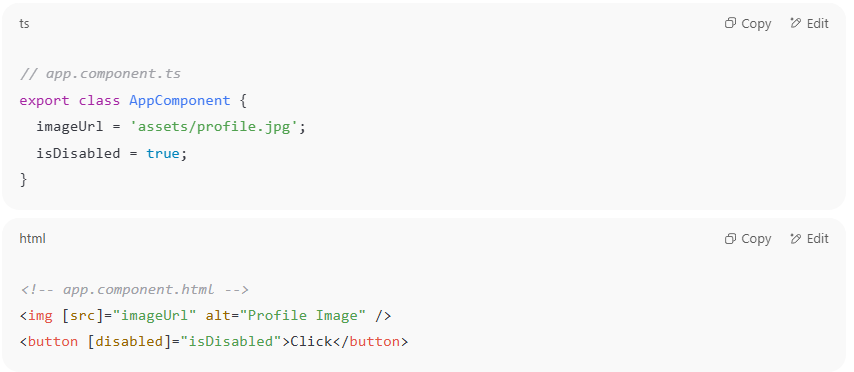 ts
Copy
Edit
// app.component.ts
export class AppComponent {
  imageUrl = 'assets/profile.jpg';
  isDisabled = true;
}
html
Copy
Edit
<!-- app.component.html -->
<img [src]="imageUrl" alt="Profile Image" />
<button [disabled]="isDisabled">Click</button>